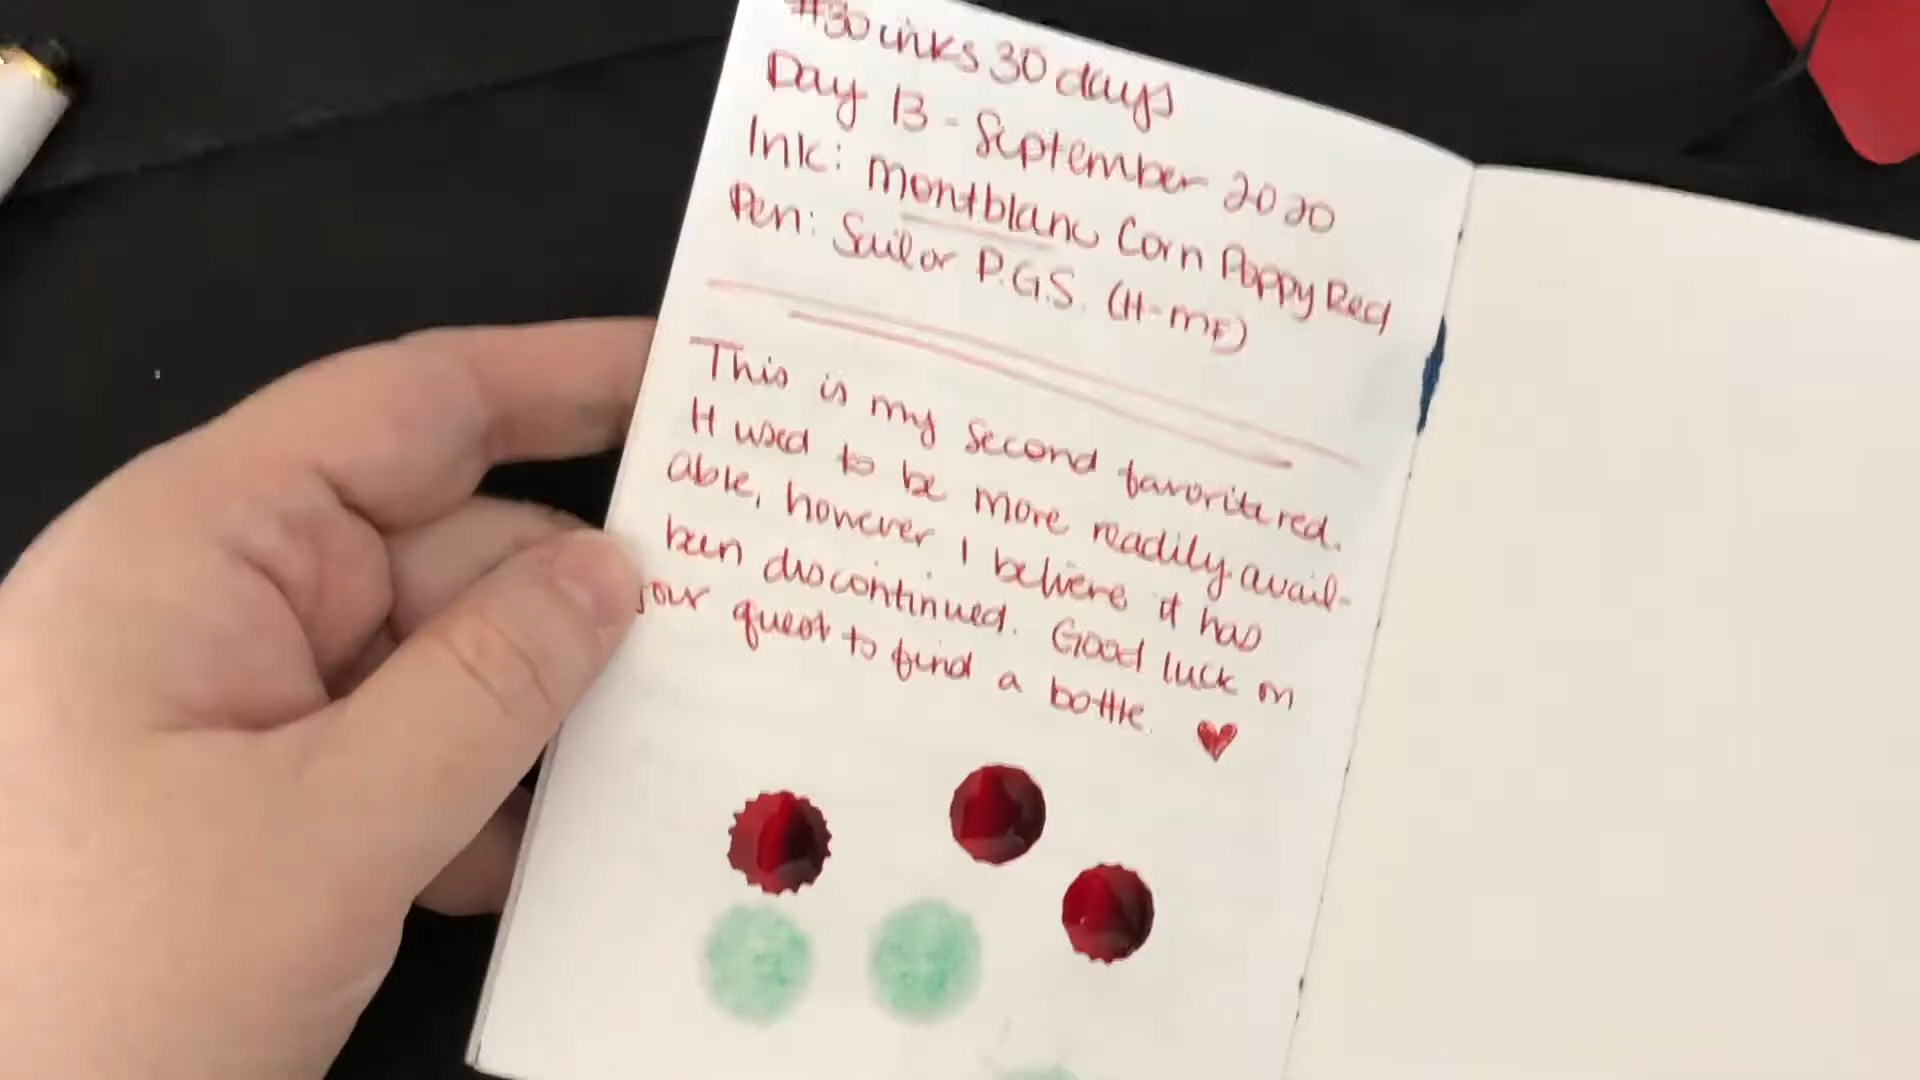 #30inks30days
Day 13 - September 2020
Ink: Montblanc Corn Poppy Red
Pen: Sailor P.G.S. (H-MF)
This is my second favorite red.
It used to be more readily avail-
able, however I believe it has
been discontinued. Good luck on
your quest to find a bottle. ♥